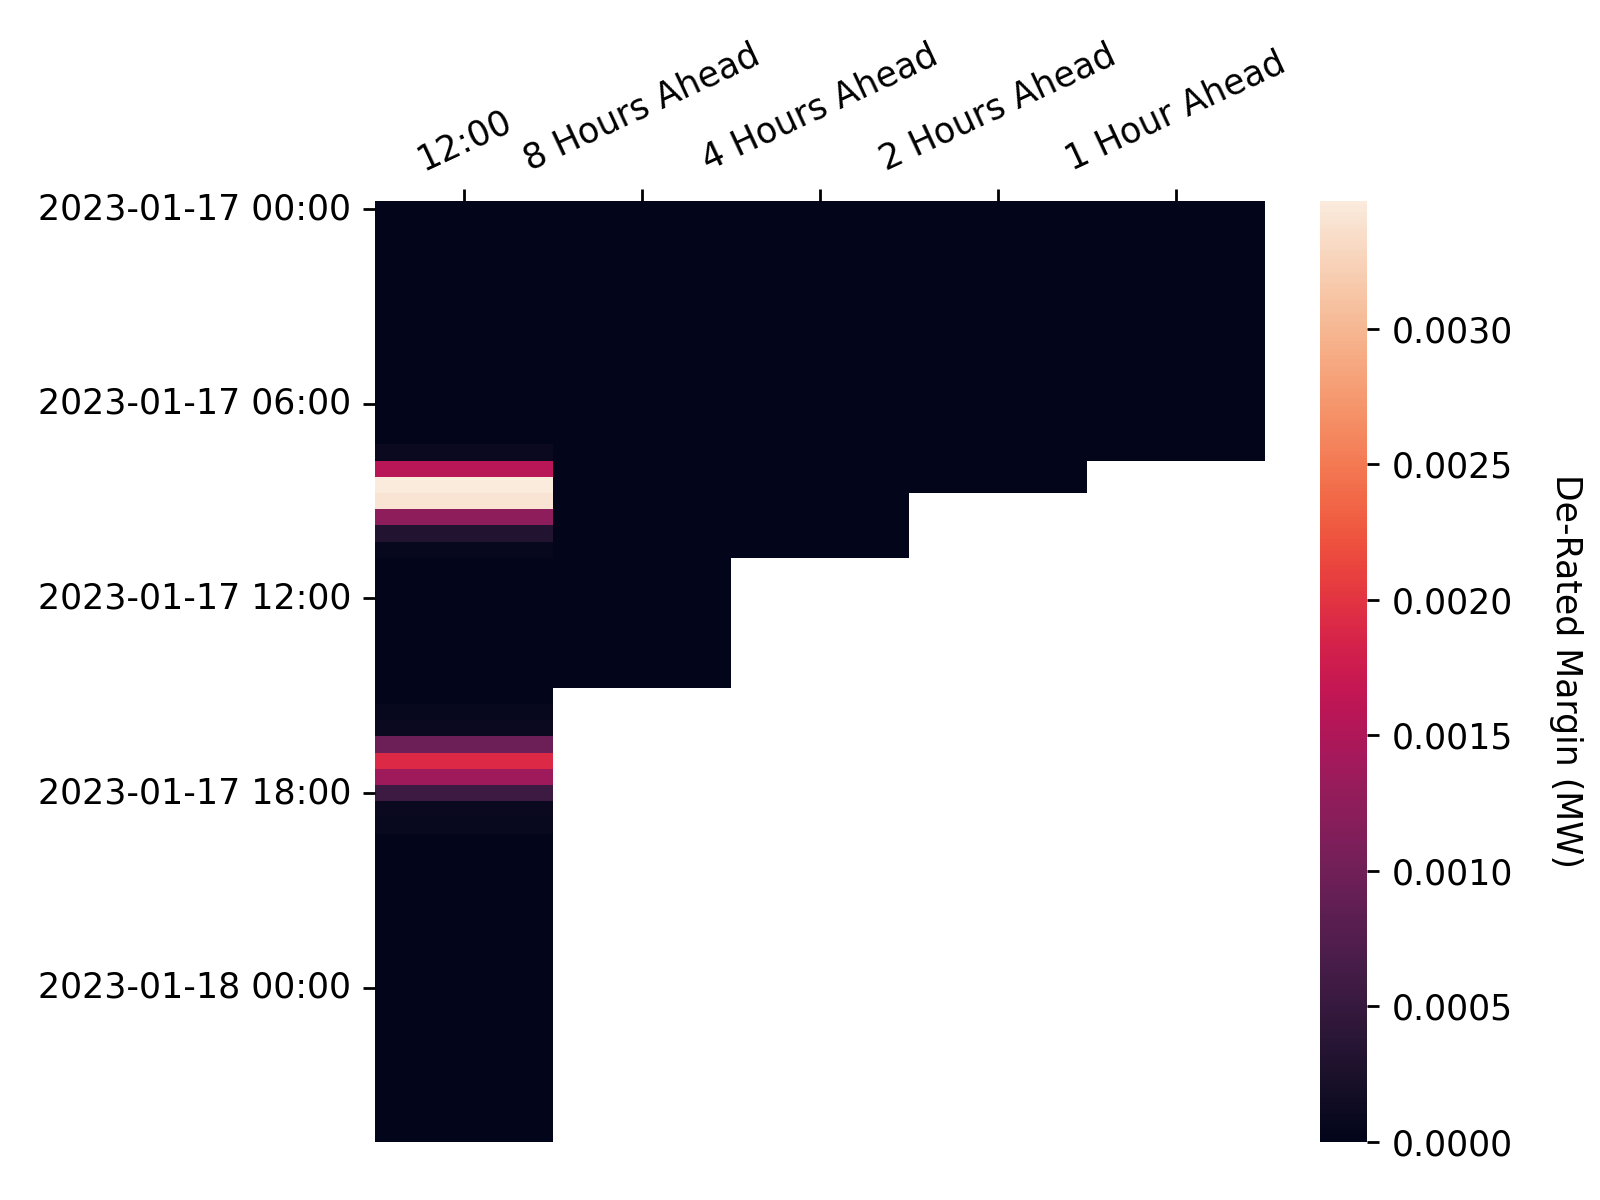 12:00
8 Hours Ahead
4 Hours Ahead
2 Hours Ahead
1 Hour Ahead
2023-01-17 00:00
2023-01-17 06:00
2023-01-17 12:00
2023-01-17 18:00
2023-01-18 00:00
0.0030
0.0025
0.0020
0.0015
0.0010
0.0005
0.0000
De-Rated Margin (MW)